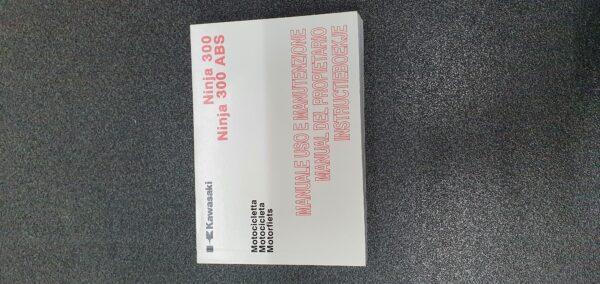 Kawasaki
Ninja 300
Ninja 300 ABS
Motocicletta
Motocicleta
Motorfiets
MANUALE USO E MANUTENZIONE
MANUAL DEL PROPIETARIO
INSTRUCTIEBOEKJE